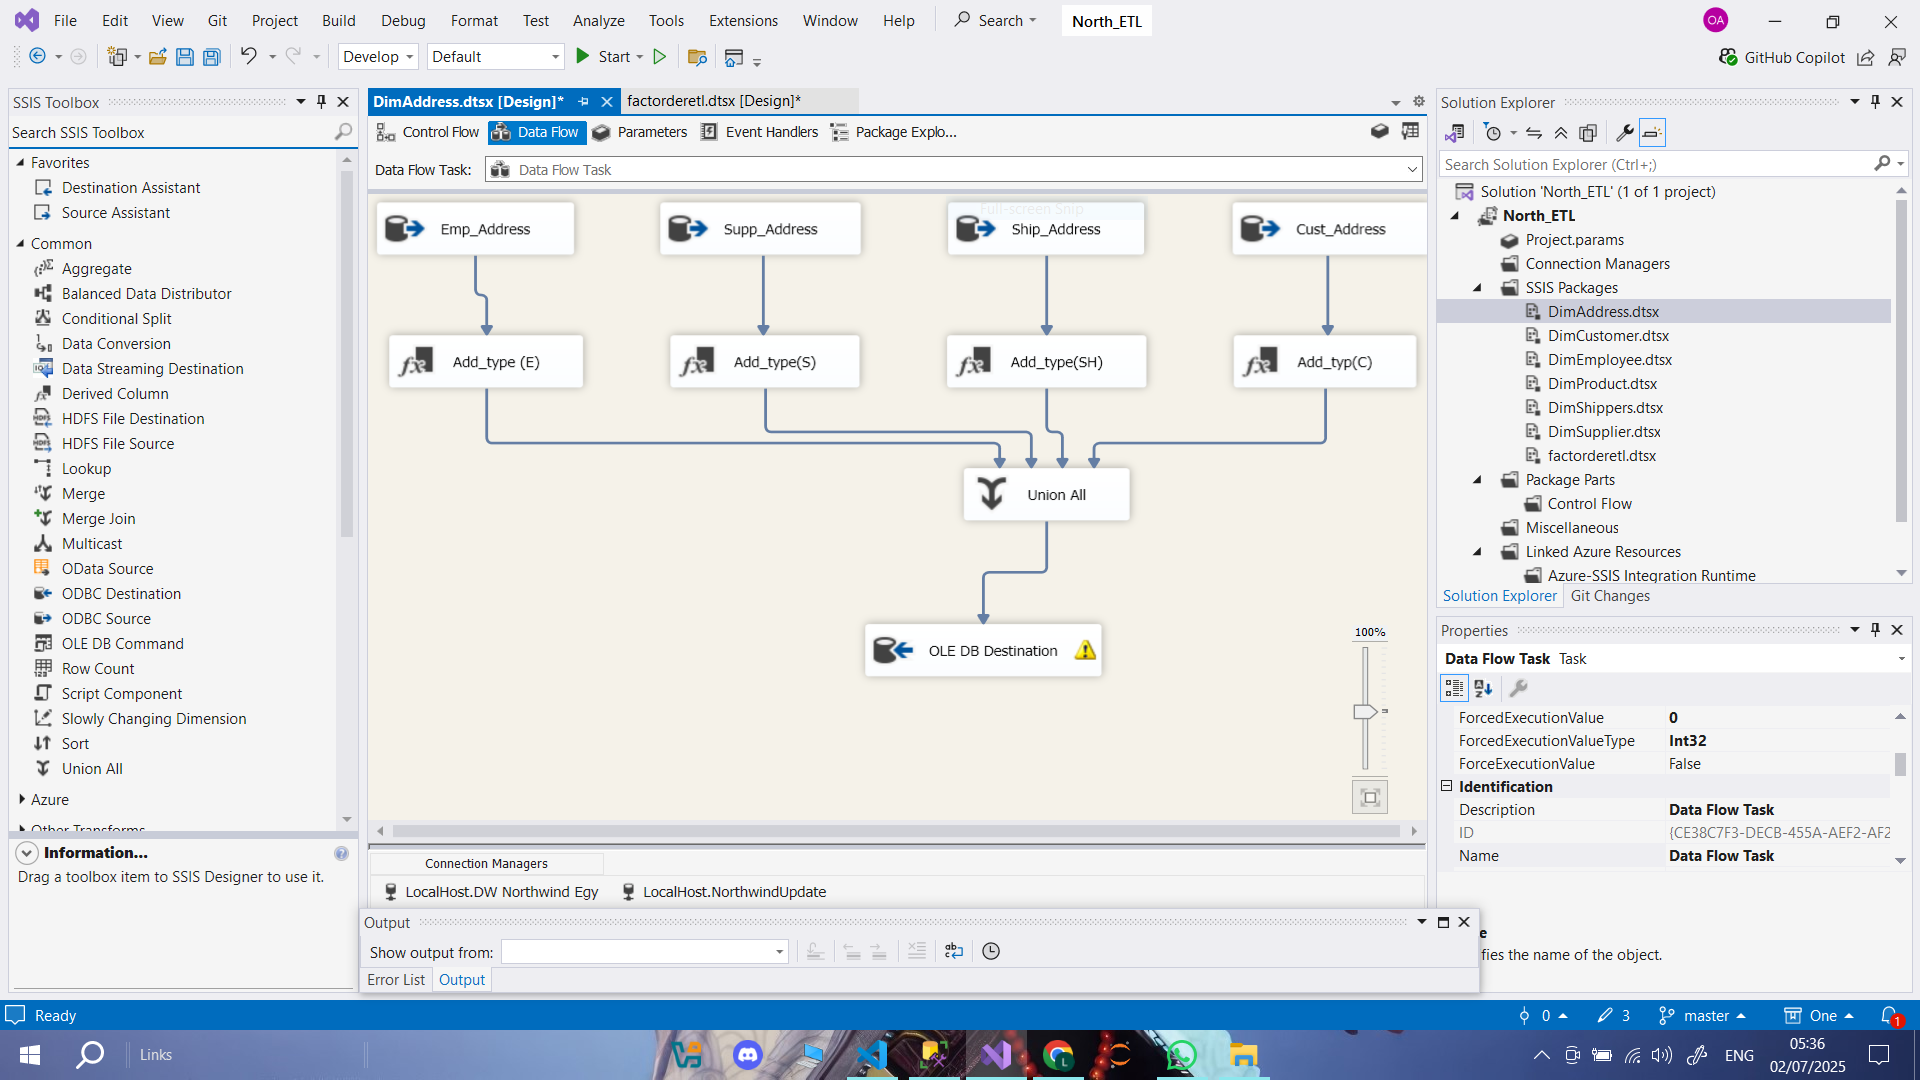 File Edit View Git Project Build Debug Format Test Analyze Tools Extensions Window Help Search North_ETL OA
Develop Default Start GitHub Copilot
SSIS Toolbox
Search SSIS Toolbox
Favorites
Destination Assistant
Source Assistant
Common
Aggregate
Balanced Data Distributor
Conditional Split
Data Conversion
Data Streaming Destination
Derived Column
HDFS File Destination
HDFS File Source
Lookup
Merge
Merge Join
Multicast
OData Source
ODBC Destination
ODBC Source
OLE DB Command
Row Count
Script Component
Slowly Changing Dimension
Sort
Union All
Azure
Other Transforms
Information...
Drag a toolbox item to SSIS Designer to use it.
DimAddress.dtsx [Design]* factorderetl.dtsx [Design]*
Control Flow Data Flow Parameters Event Handlers Package Explo...
Data Flow Task: Data Flow Task
Full-screen Snip
Emp_Address Supp_Address Ship_Address Cust_Address
Add_type (E) Add_type(S) Add_type(SH) Add_typ(C)
Union All
OLE DB Destination
100%
Connection Managers
LocalHost.DW Northwind Egy LocalHost.NorthwindUpdate
Output
Show output from:
Error List Output
Solution Explorer
Search Solution Explorer (Ctrl+;)
Solution 'North_ETL' (1 of 1 project)
North_ETL
Project.params
Connection Managers
SSIS Packages
DimAddress.dtsx
DimCustomer.dtsx
DimEmployee.dtsx
DimProduct.dtsx
DimShippers.dtsx
DimSupplier.dtsx
factorderetl.dtsx
Package Parts
Control Flow
Miscellaneous
Linked Azure Resources
Azure-SSIS Integration Runtime
Solution Explorer Git Changes
Properties
Data Flow Task Task
ForcedExecutionValue 0
ForcedExecutionValueType Int32
ForceExecutionValue False
Identification
Description Data Flow Task
ID {CE38C7F3-DECB-455A-AEF2-AF2
Name Data Flow Task
e
fies the name of the object.
Ready 0 3 master One 1
Links ENG 05:36
02/07/2025